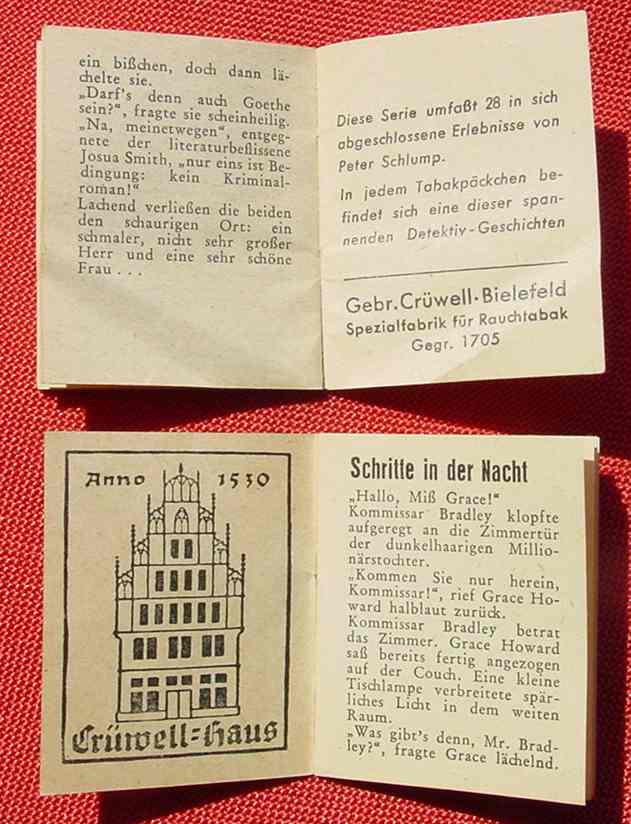 ein bißchen, doch dann lä-
chelte sie.
„Darf's denn auch Goethe
sein?“, fragte sie scheinheilig.
„Na, meinetwegen“, entgeg-
nete der literaturbeflissene
Josua Smith, „nur eins ist Be-
dingung: kein Kriminal-
roman!“
Lachend verließen die beiden
den schaurigen Ort: ein
schmaler, nicht sehr großer
Herr und eine sehr schöne
Frau . . .
Diese Serie umfaßt 28 in sich
abgeschlossene Erlebnisse von
Peter Schlump.
In jedem Tabakpäckchen be-
findet sich eine dieser span-
nenden Detektiv-Geschichten
Gebr. Crüwell·Bielefeld
Spezialfabrik für Rauchtabak
Gegr. 1705
Anno 1530
Crüwell-Haus
Schritte in der Nacht
„Hallo, Miß Grace!“
Kommissar Bradley klopfte
aufgeregt an die Zimmertür
der dunkelhaarigen Millio-
närstochter.
„Kommen Sie nur herein,
Kommissar!“, rief Grace Ho-
ward halblaut zurück.
Kommissar Bradley betrat
das Zimmer. Grace Howard
saß bereits fertig angezogen
auf der Couch. Eine kleine
Tischlampe verbreitete spär-
liches Licht in dem weiten
Raum.
„Was gibt's denn, Mr. Brad-
ley?“, fragte Grace lächelnd.